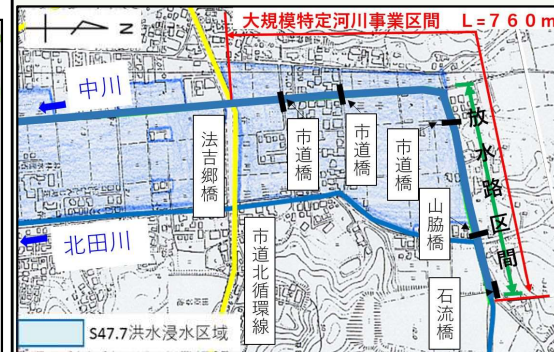 大規模特定河川事業区間 L=760m
N
中川
法吉郷橋
市道橋
市道橋
市道橋
放水路区間
山脇橋
北田川
市道北循環線
石流橋
S47.7洪水浸水区域